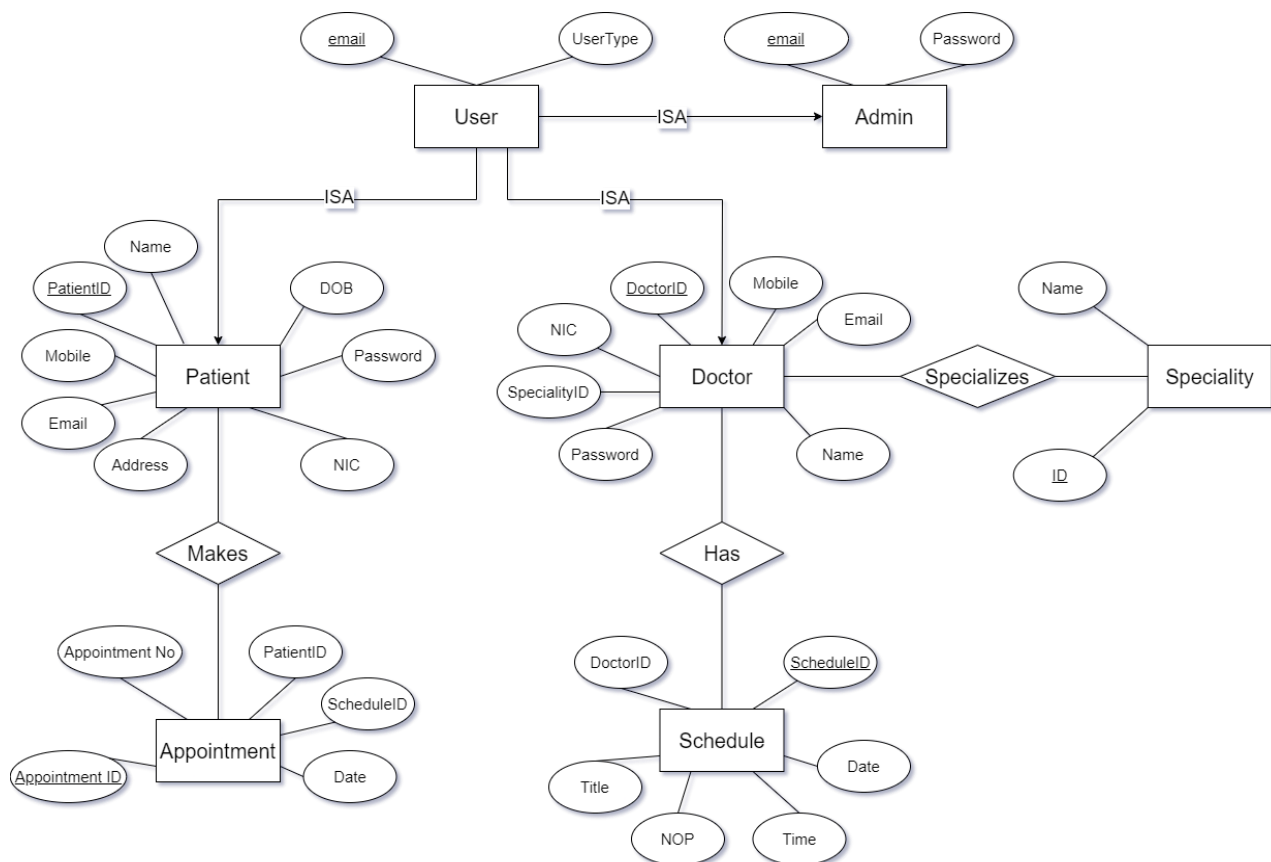 email
UserType
email
Password
User
ISA
Admin
ISA
ISA
Name
PatientID
DOB
DoctorID
Mobile
Name
Email
NIC
Mobile
Password
Patient
Doctor
Specializes
Speciality
SpecialityID
Email
Password
Name
Address
NIC
ID
Makes
Has
Appointment No
PatientID
DoctorID
ScheduleID
ScheduleID
Appointment
Schedule
Appointment ID
Date
Date
Title
NOP
Time